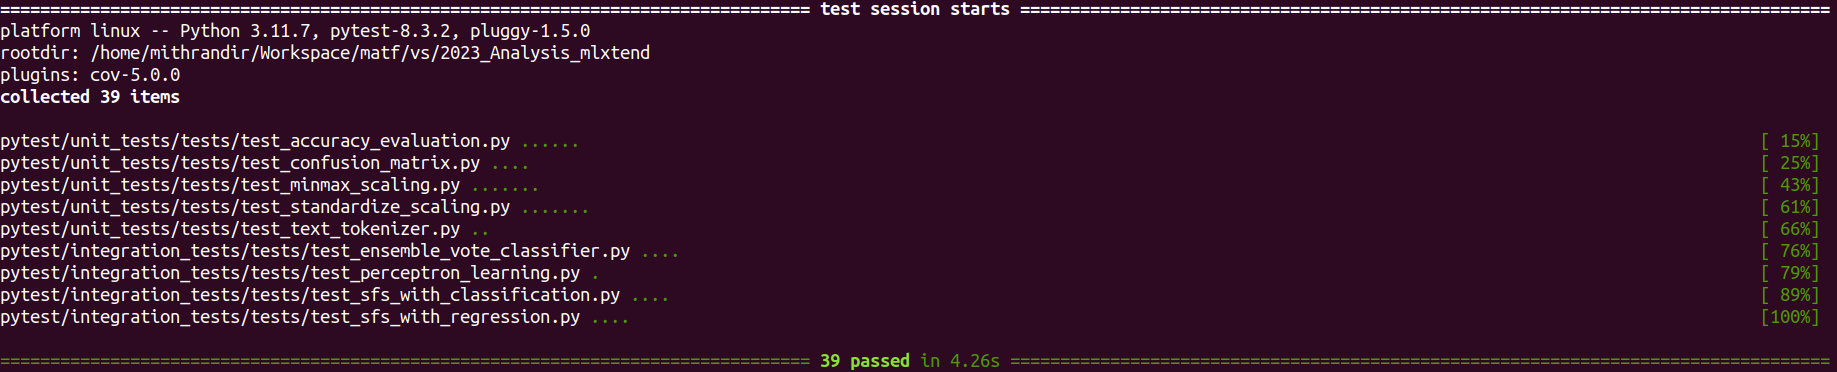 ================================================================================= test session starts =================================================================================
platform linux -- Python 3.11.7, pytest-8.3.2, pluggy-1.5.0
rootdir: /home/mithrandir/Workspace/matf/vs/2023_Analysis_mlxtend
plugins: cov-5.0.0
collected 39 items
pytest/unit_tests/tests/test_accuracy_evaluation.py ...... [ 15%]
pytest/unit_tests/tests/test_confusion_matrix.py .... [ 25%]
pytest/unit_tests/tests/test_minmax_scaling.py ....... [ 43%]
pytest/unit_tests/tests/test_standardize_scaling.py ....... [ 61%]
pytest/unit_tests/tests/test_text_tokenizer.py .. [ 66%]
pytest/integration_tests/tests/test_ensemble_vote_classifier.py .... [ 76%]
pytest/integration_tests/tests/test_perceptron_learning.py . [ 79%]
pytest/integration_tests/tests/test_sfs_with_classification.py .... [ 89%]
pytest/integration_tests/tests/test_sfs_with_regression.py .... [100%]
================================================================================= 39 passed in 4.26s ==================================================================================